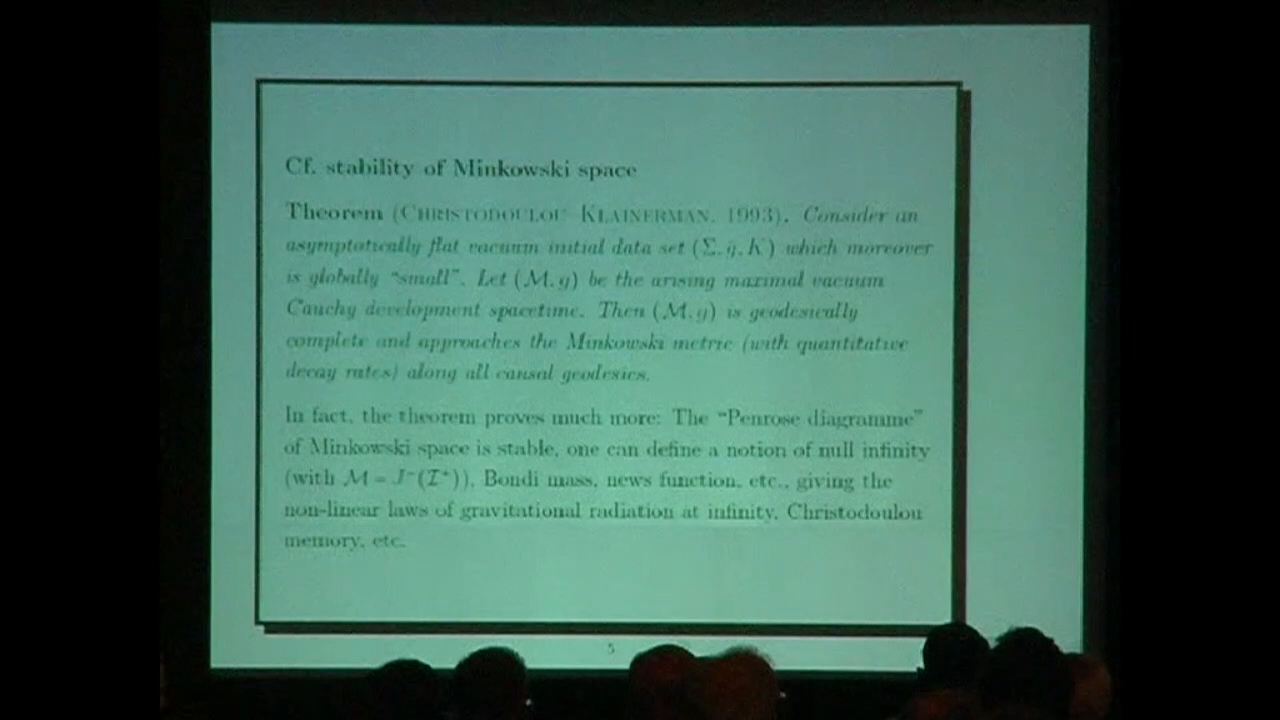 Cf. stability of Minkowski space
Theorem (CHRISTODOULOU–KLAINERMAN, 1993). Consider an
asymptotically flat vacuum initial data set (Σ, ḡ, K) which moreover
is globally “small”. Let (ℳ, g) be the arising maximal vacuum
Cauchy development spacetime. Then (ℳ, g) is geodesically
complete and approaches the Minkowski metric (with quantitative
decay rates) along all causal geodesics.
In fact, the theorem proves much more: The “Penrose diagramme”
of Minkowski space is stable, one can define a notion of null infinity
(with ℳ = J⁻(ℐ⁺)), Bondi mass, news function, etc., giving the
non-linear laws of gravitational radiation at infinity, Christodoulou
memory, etc.
5